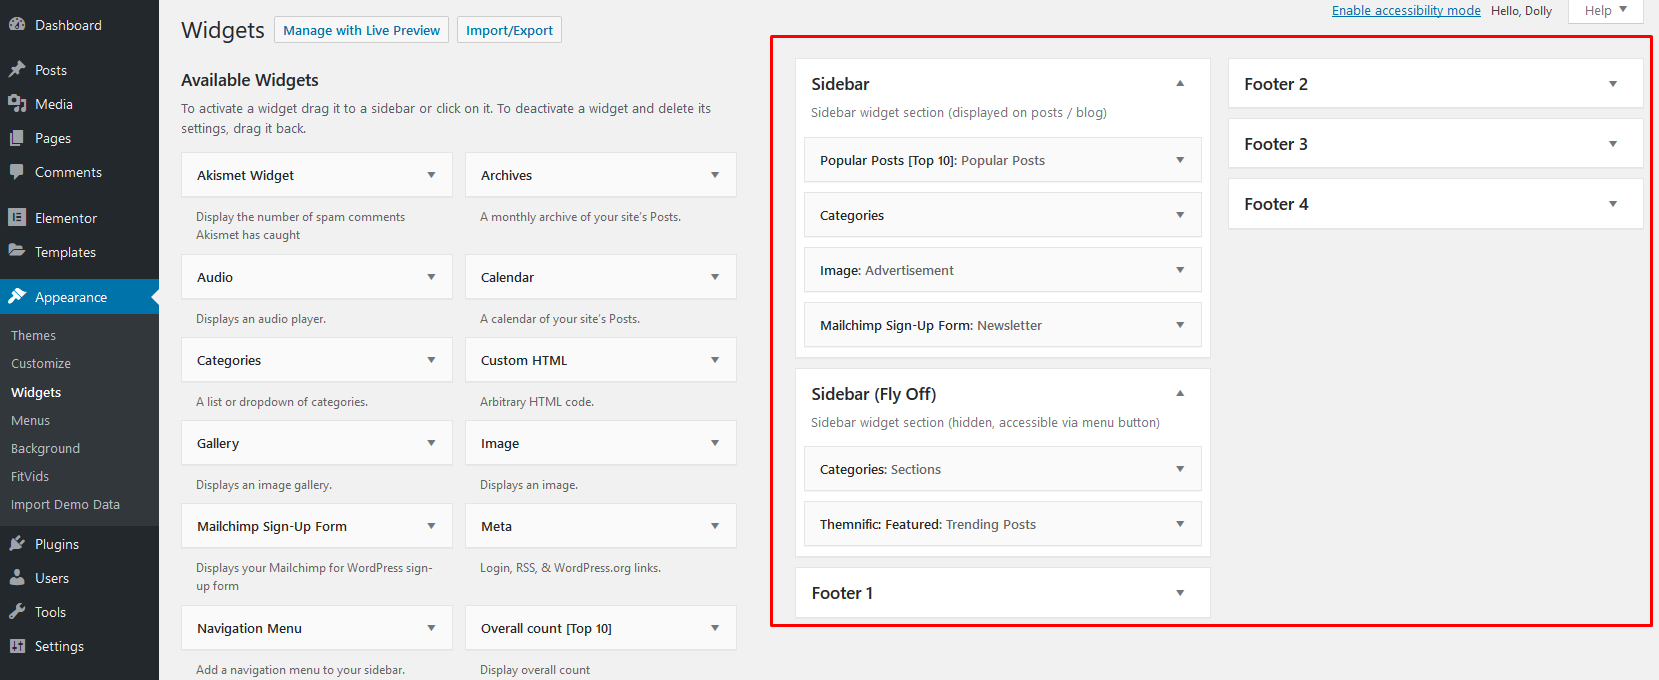 Dashboard
Posts
Media
Pages
Comments
Elementor
Templates
Appearance
Themes
Customize
Widgets
Menus
Background
FitVids
Import Demo Data
Plugins
Users
Tools
Settings
Enable accessibility mode
Hello, Dolly
Help
Widgets
Manage with Live Preview
Import/Export
Available Widgets
To activate a widget drag it to a sidebar or click on it. To deactivate a widget and delete its
settings, drag it back.
Akismet Widget
Display the number of spam comments
Akismet has caught
Archives
A monthly archive of your site's Posts.
Audio
Displays an audio player.
Calendar
A calendar of your site's Posts.
Categories
A list or dropdown of categories.
Custom HTML
Arbitrary HTML code.
Gallery
Displays an image gallery.
Image
Displays an image.
Mailchimp Sign-Up Form
Displays your Mailchimp for WordPress sign-
up form
Meta
Login, RSS, & WordPress.org links.
Navigation Menu
Add a navigation menu to your sidebar.
Overall count [Top 10]
Display overall count
Sidebar
Sidebar widget section (displayed on posts / blog)
Popular Posts [Top 10]: Popular Posts
Categories
Image: Advertisement
Mailchimp Sign-Up Form: Newsletter
Sidebar (Fly Off)
Sidebar widget section (hidden, accessible via menu button)
Categories: Sections
Themnific: Featured: Trending Posts
Footer 1
Footer 2
Footer 3
Footer 4